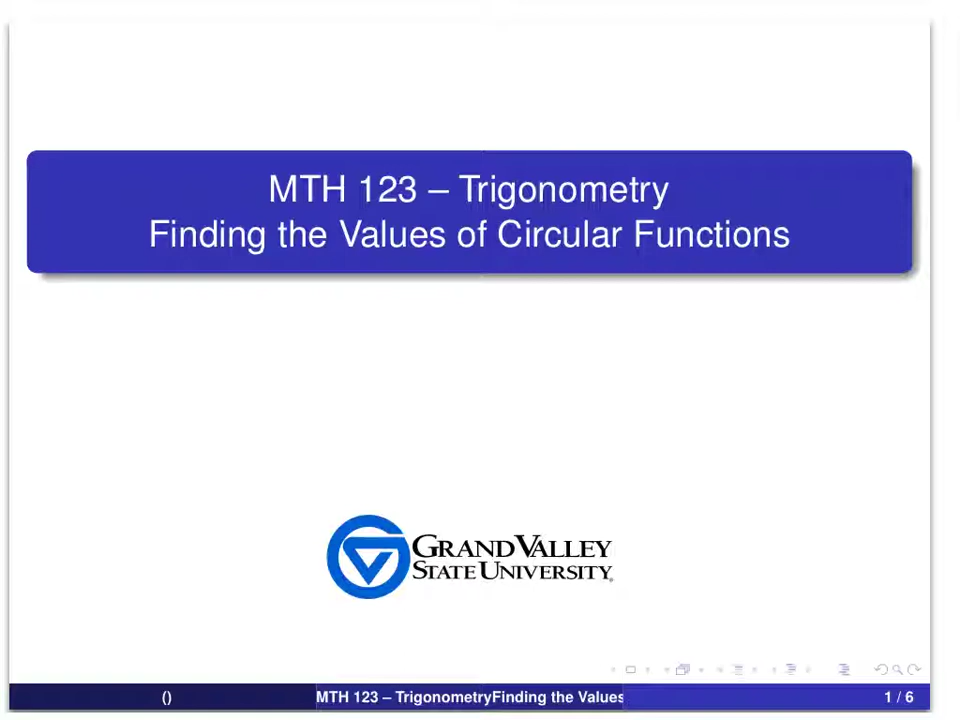 MTH 123 – Trigonometry
Finding the Values of Circular Functions
GRAND VALLEY
STATE UNIVERSITY
() MTH 123 – TrigonometryFinding the Values 1 / 6